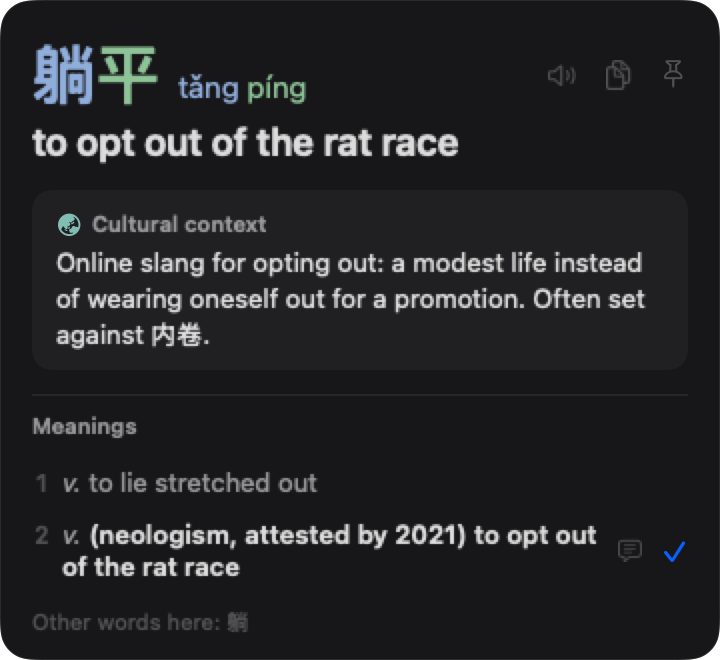 躺平 tǎng píng
to opt out of the rat race
Cultural context
Online slang for opting out: a modest life instead
of wearing oneself out for a promotion. Often set
against 内卷.
Meanings
1 v. to lie stretched out
2 v. (neologism, attested by 2021) to opt out
of the rat race
Other words here: 躺